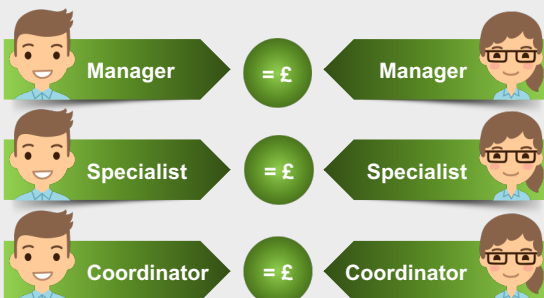 Manager = £ Manager
Specialist = £ Specialist
Coordinator = £ Coordinator